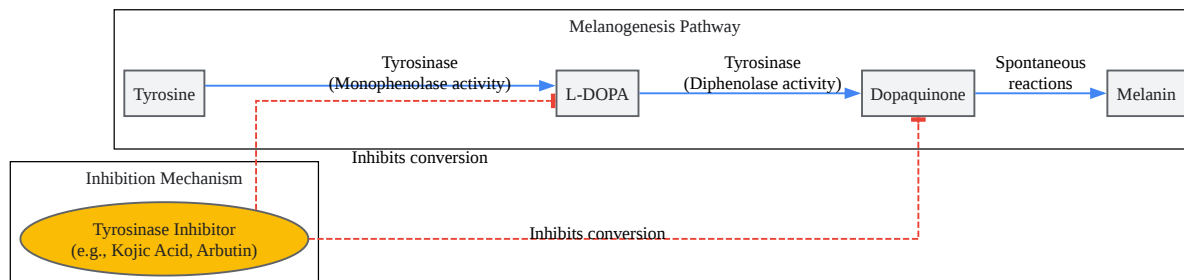 Melanogenesis Pathway
Tyrosine
Tyrosinase
(Monophenolase activity)
L-DOPA
Tyrosinase
(Diphenolase activity)
Dopaquinone
Spontaneous
reactions
Melanin
Inhibits conversion
Inhibition Mechanism
Tyrosinase Inhibitor
(e.g., Kojic Acid, Arbutin)
Inhibits conversion